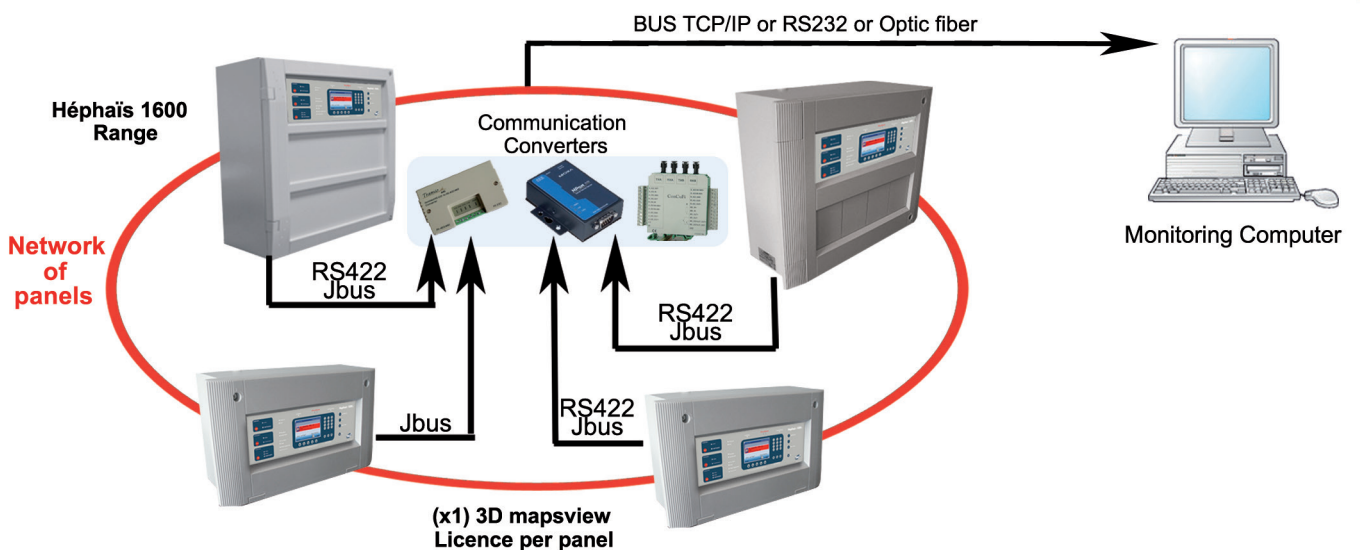 BUS TCP/IP or RS232 or Optic fiber
Héphaïs 1600
Range
Communication
Converters
Network
of
panels
RS422
Jbus
RS422
Jbus
Monitoring Computer
Jbus
RS422
Jbus
(x1) 3D mapsview
Licence per panel